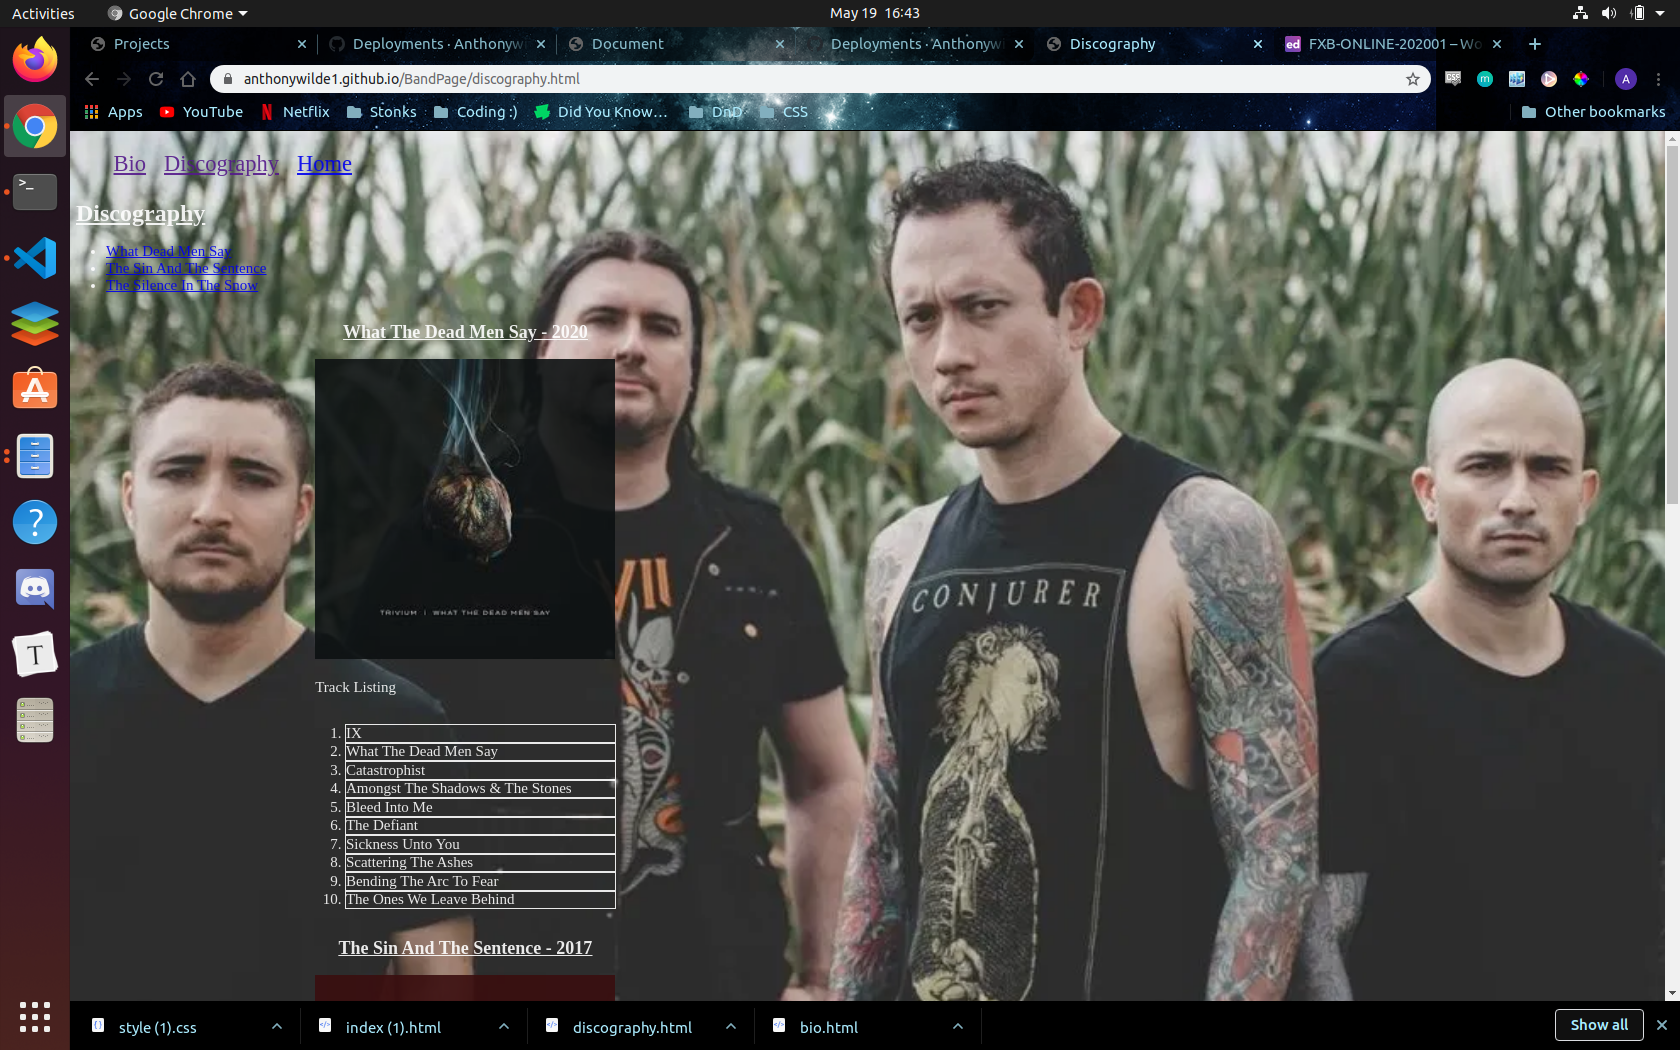 Activities
Google Chrome
May 19 16:43
Projects
Deployments · Anthonyw
Document
Deployments · Anthonywi
Discography
ed
FXB-ONLINE-202001 – Wo
anthonywilde1.github.io/BandPage/discography.html
CSP
m
A
Apps
YouTube
Netflix
Stonks
Coding :)
Did You Know…
DnD
CSS
Other bookmarks
Bio
Discography
Home
Discography
What Dead Men Say
The Sin And The Sentence
The Silence In The Snow
What The Dead Men Say - 2020
TRIVIUM | WHAT THE DEAD MEN SAY
CONJURER
Track Listing
1. IX
2. What The Dead Men Say
3. Catastrophist
4. Amongst The Shadows & The Stones
5. Bleed Into Me
6. The Defiant
7. Sickness Unto You
8. Scattering The Ashes
9. Bending The Arc To Fear
10. The Ones We Leave Behind
The Sin And The Sentence - 2017
style (1).css
index (1).html
discography.html
bio.html
Show all